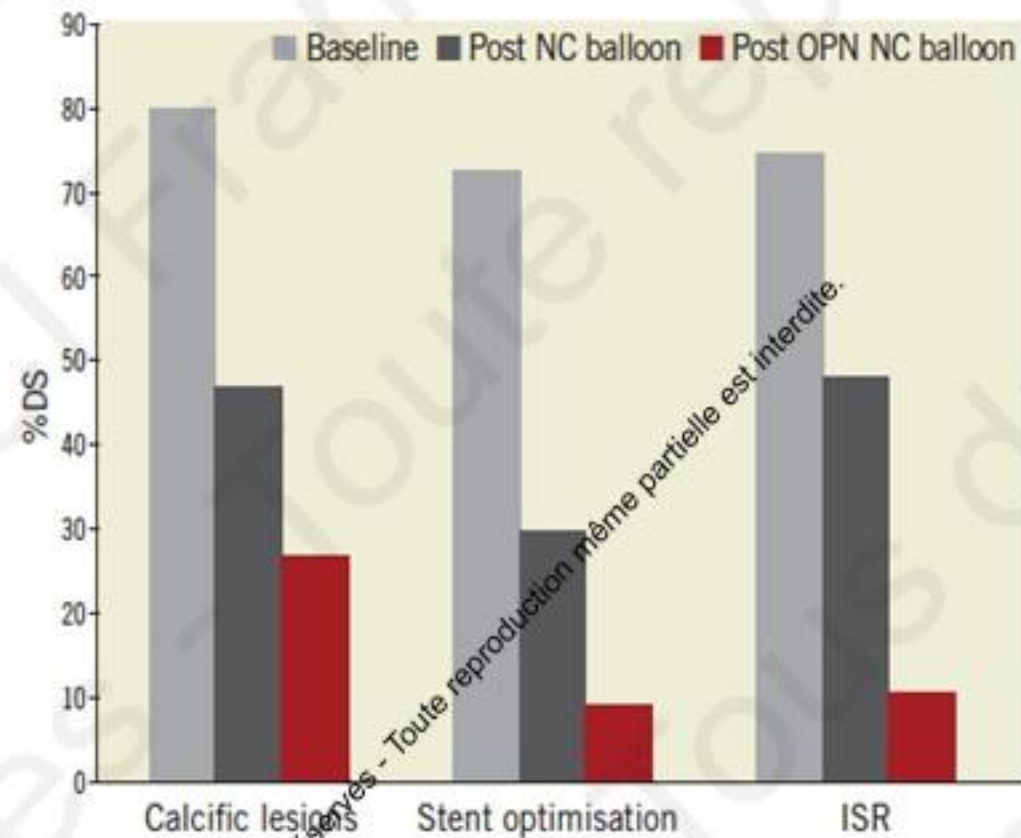 90
Baseline
Post NC balloon
Post OPN NC balloon
80
70
60
50
40
30
20
10
0
%DS
Calcific lesions
Stent optimisation
ISR
- Toute reproduction même partielle est interdite.
Toute